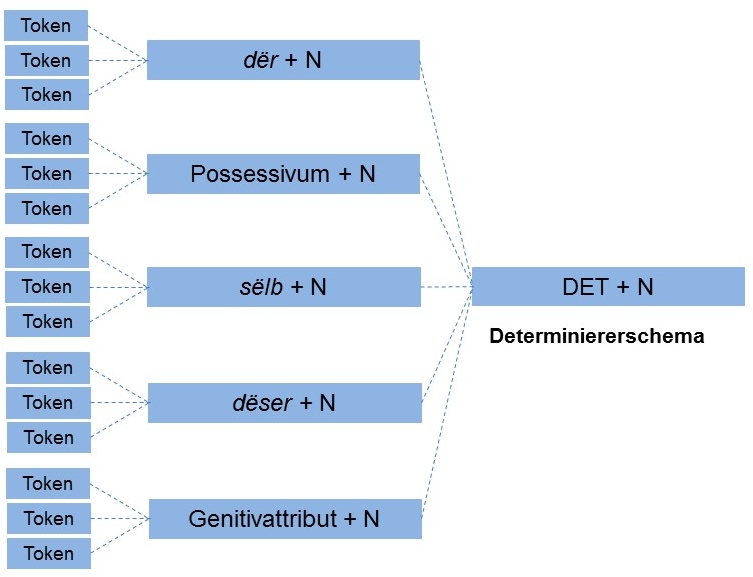 Token
Token
Token
dër + N
Token
Token
Token
Possessivum + N
Token
Token
Token
sëlb + N
Token
Token
Token
dëser + N
Token
Token
Token
Genitivattribut + N
DET + N
Determiniererschema